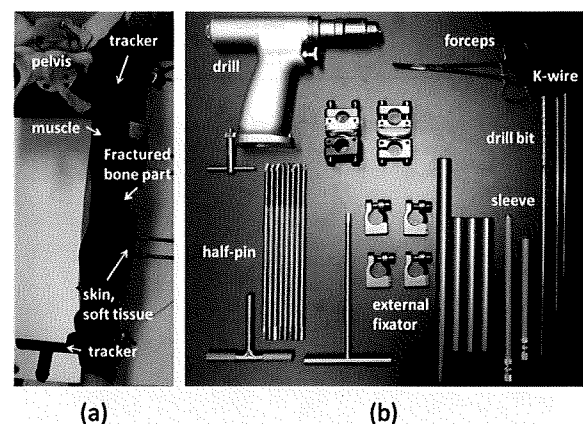 tracker
pelvis
muscle
Fractured
bone part
skin,
soft tissue
tracker
(a)
drill
forceps
K-wire
drill bit
sleeve
half-pin
external
fixator
(b)